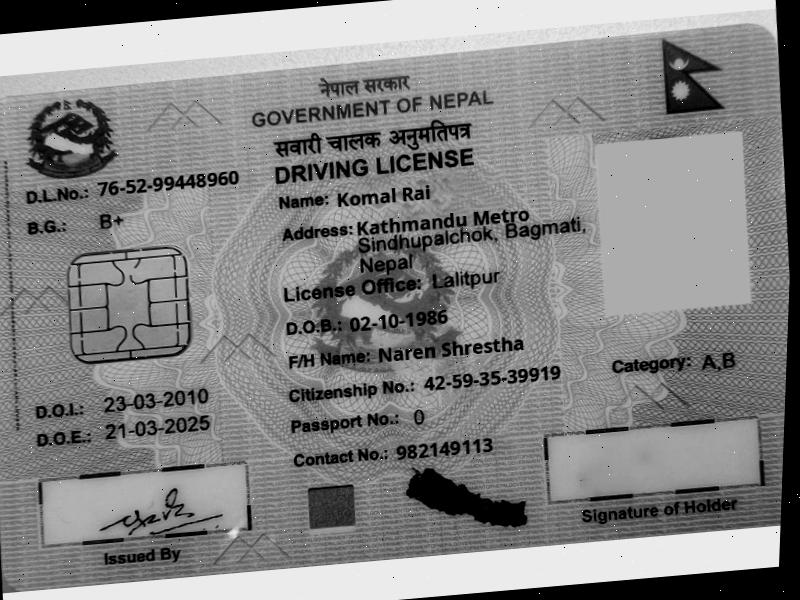 नेपाल सरकार
GOVERNMENT OF NEPAL
सवारी चालक अनुमतिपत्र
DRIVING LICENSE
D.L.No.: 76-52-99448960
B.G.: B+
Name: Komal Rai
Address: Kathmandu Metro
Sindhupalchok, Bagmati,
Nepal
License Office: Lalitpur
D.O.B.: 02-10-1986
F/H Name: Naren Shrestha
Citizenship No.: 42-59-35-39919
Passport No.: 0
Contact No.: 982149113
Category: A,B
D.O.I.: 23-03-2010
D.O.E.: 21-03-2025
Issued By
Signature of Holder